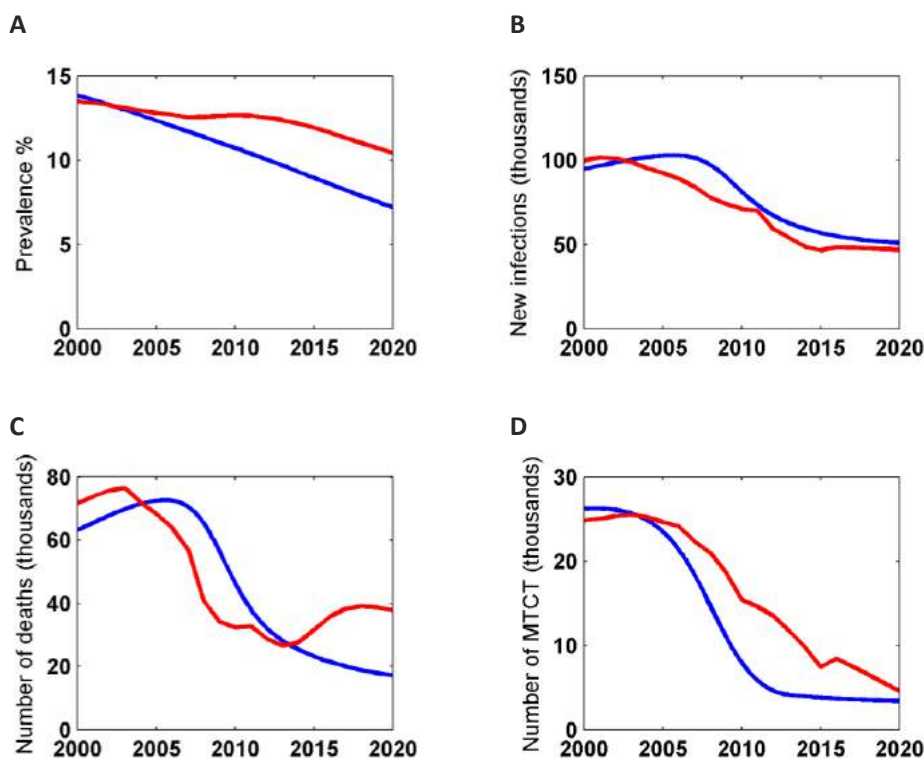 A
Prevalence %
15
10
5
0
2000 2005 2010 2015 2020
B
New infections (thousands)
150
100
50
0
2000 2005 2010 2015 2020
C
Number of deaths (thousands)
80
60
40
20
0
2000 2005 2010 2015 2020
D
Number of MTCT (thousands)
30
20
10
0
2000 2005 2010 2015 2020